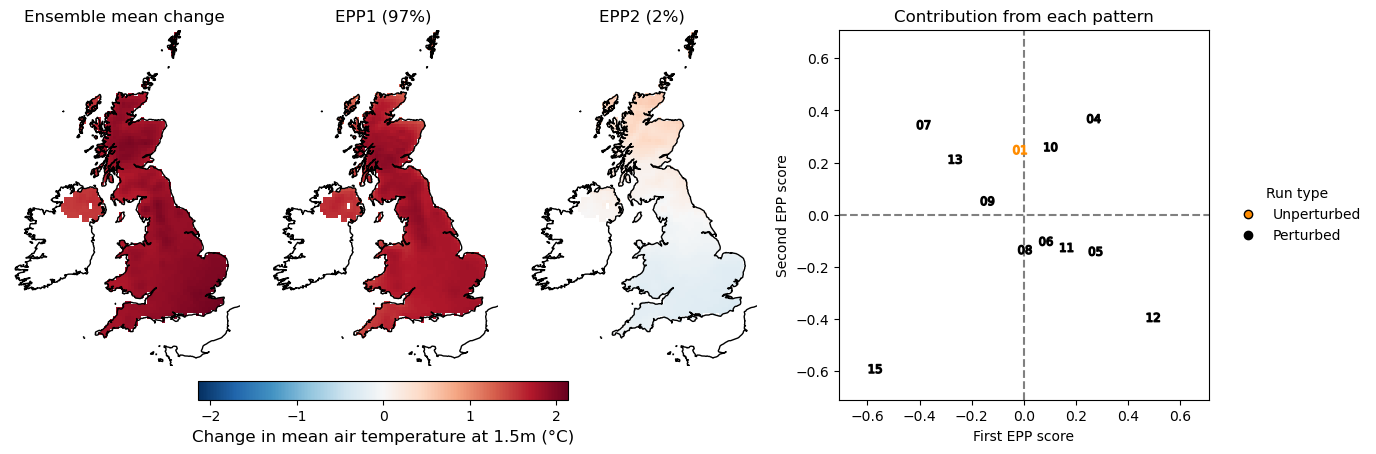 Ensemble mean change
EPP1 (97%)
EPP2 (2%)
Contribution from each pattern
−2 −1 0 1 2
Change in mean air temperature at 1.5m (°C)
Second EPP score
0.6
0.4
0.2
0.0
−0.2
−0.4
−0.6
07
04
13
01
10
09
08
06
11
05
12
15
−0.6 −0.4 −0.2 0.0 0.2 0.4 0.6
First EPP score
Run type
Unperturbed
Perturbed